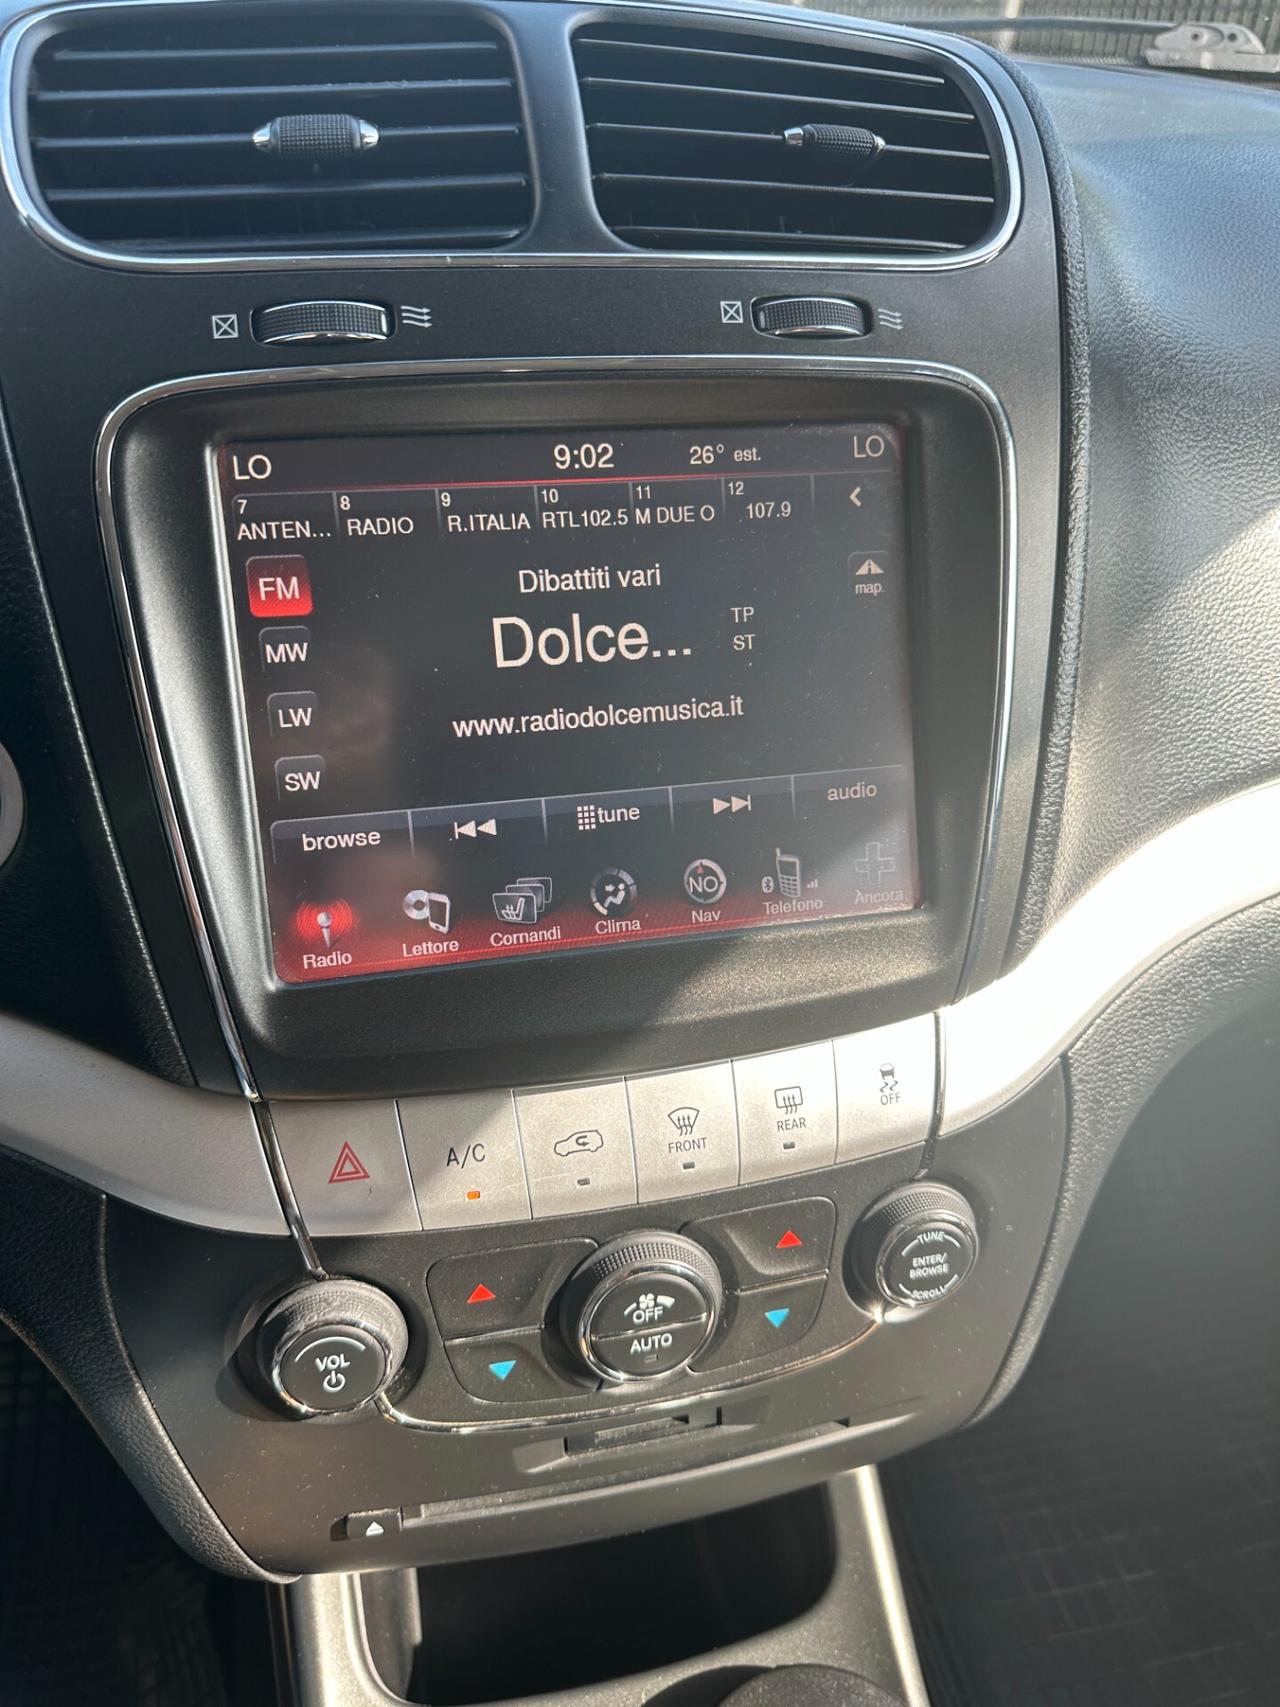 LO 9:02 26° est. LO
7 8 9 10 11 12
ANTEN... RADIO R.ITALIA RTL102.5 M DUE O 107.9
FM
Dibattiti vari
map
MW
Dolce...
TP
ST
LW
www.radiodolcemusica.it
SW
browse tune audio
Radio Lettore Comandi Clima Nav Telefono Ancora
NO
A/C
FRONT
REAR
OFF
TUNE
ENTER/
BROWSE
SCROLL
OFF
AUTO
VOL